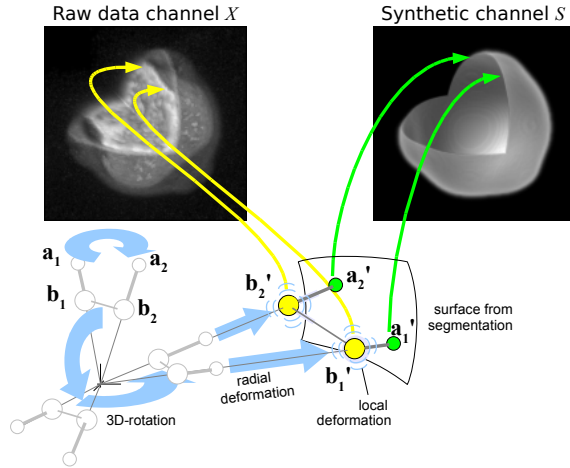 Raw data channel X
Synthetic channel S
a₁
a₂
b₁
b₂
b₂'
a₂'
a₁'
b₁'
surface from
segmentation
radial
deformation
local
deformation
3D-rotation